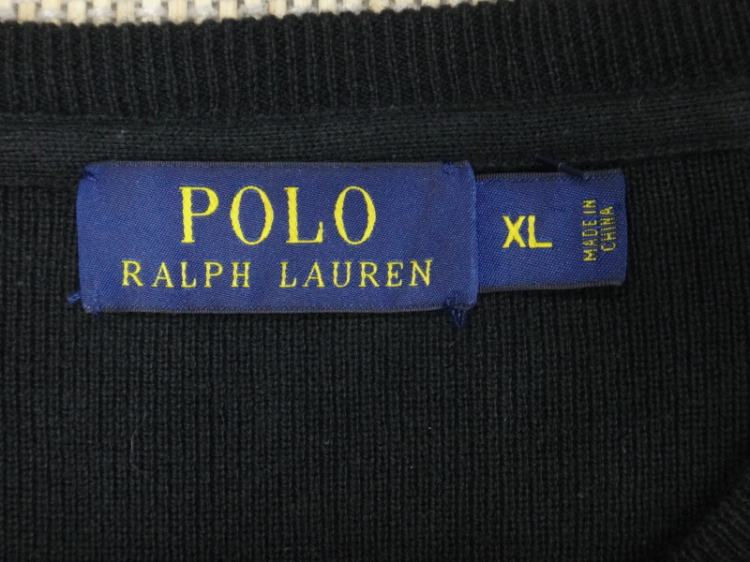 POLO
RALPH LAUREN
XL
MADE IN
CHINA